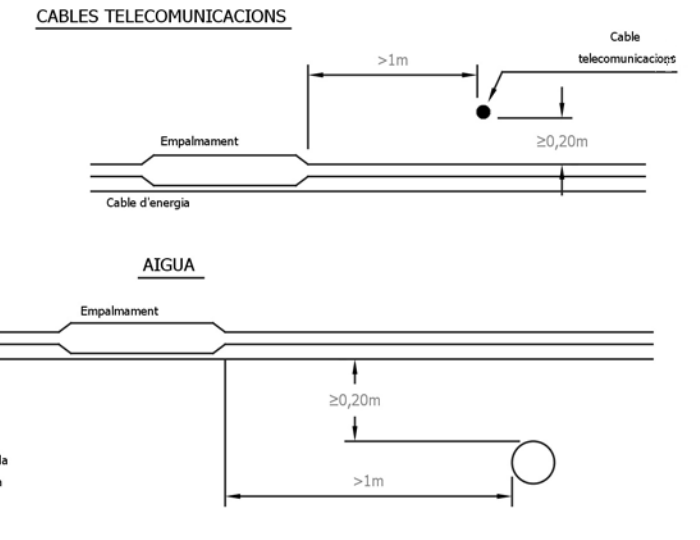 CABLES TELECOMUNICACIONS
Cable
telecomunicacions
>1m
Empalmament
≥0,20m
Cable d'energia
AIGUA
Empalmament
≥0,20m
>1m